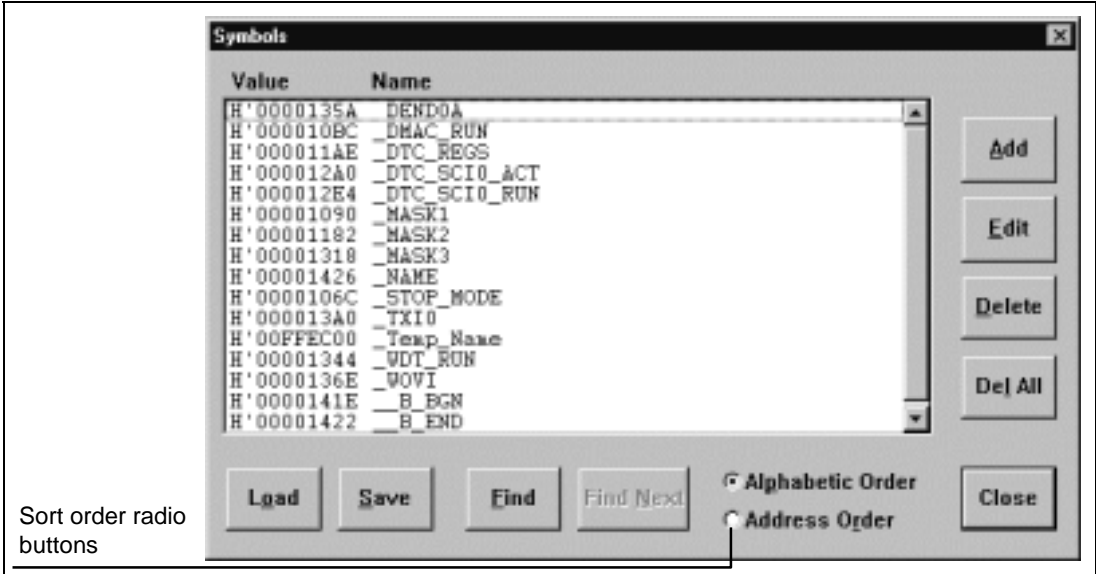 Symbols
Value Name
H'0000135A _DEND0A
H'000010BC _DMAC_RUN
H'000011AE _DTC_REGS
H'000012A0 _DTC_SCI0_ACT
H'000012E4 _DTC_SCI0_RUN
H'00001090 _MASK1
H'00001182 _MASK2
H'00001318 _MASK3
H'00001426 _NAME
H'0000106C _STOP_MODE
H'000013A0 _TXI0
H'00FFEC00 _Temp_Name
H'00001344 _WDT_RUN
H'0000136E _WOVI
H'0000141E __B_BGN
H'00001422 __B_END
Add
Edit
Delete
Del All
Load Save Find Find Next
Alphabetic Order
Address Order
Close
Sort order radio
buttons